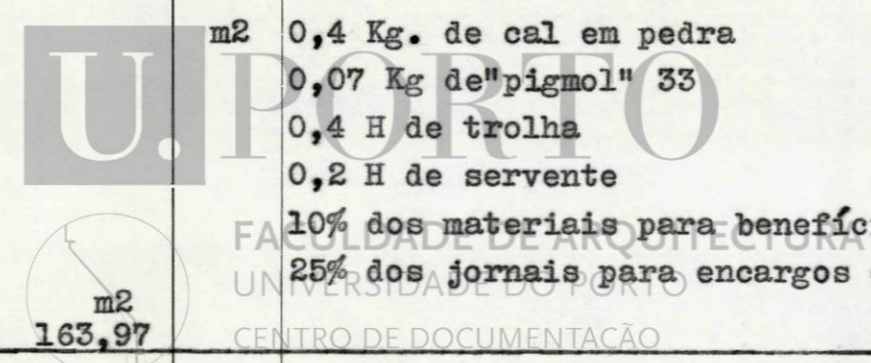 m2 0,4 Kg. de cal em pedra
0,07 Kg de"pigmol" 33
0,4 H de trolha
0,2 H de servente
10% dos materiais para
25% dos jornais para encargos
m2
163,97
U. PORTO
FACULDADE DE ARQUITECTURA
UNIVERSIDADE DO PORTO
CENTRO DE DOCUMENTAÇÃO